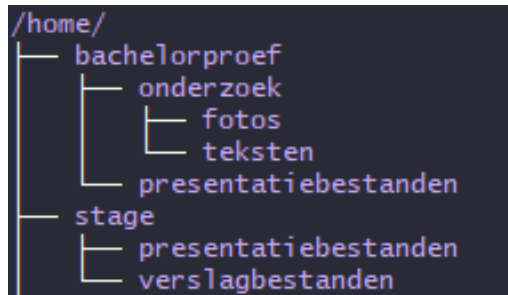 /home/
├── bachelorproef
│   ├── onderzoek
│   │   ├── fotos
│   │   └── teksten
│   └── presentatiebestanden
├── stage
│   ├── presentatiebestanden
│   └── verslagbestanden